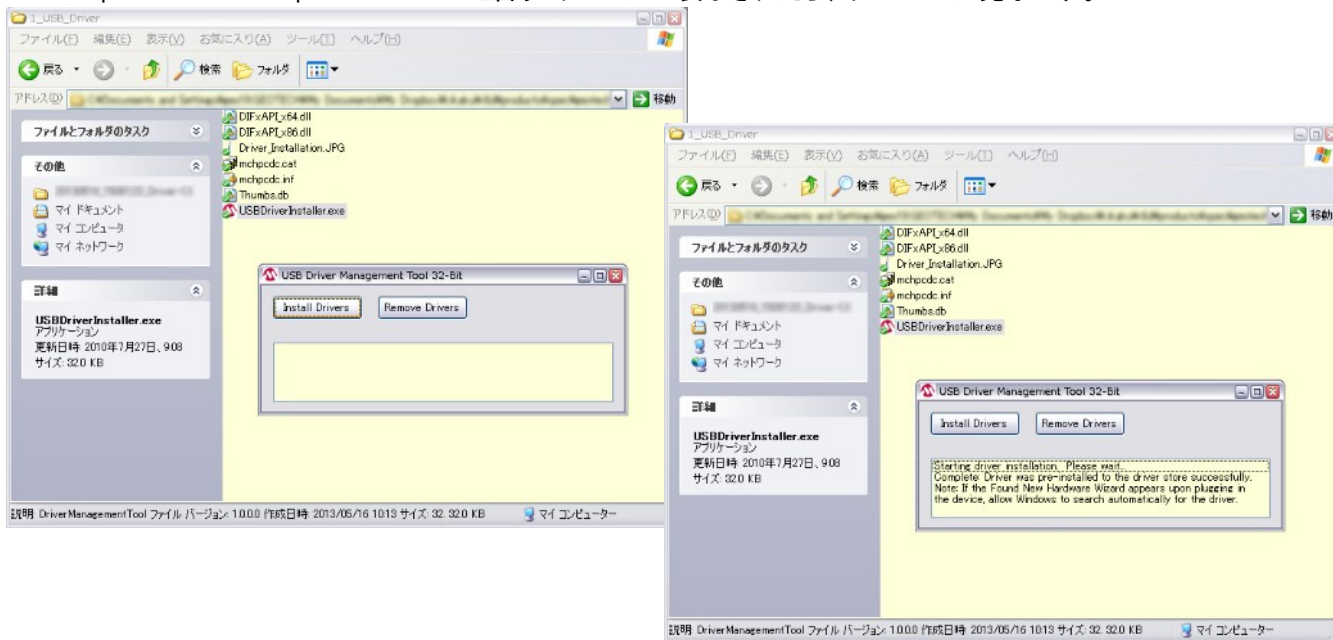 1_USB_Driver
ファイル(F) 編集(E) 表示(V) お気に入り(A) ツール(T) ヘルプ(H)
戻る 検索 フォルダ
アドレス(D) 移動
ファイルとフォルダのタスク
その他
マイ ドキュメント
マイ コンピュータ
マイ ネットワーク
詳細
USBDriverInstaller.exe
アプリケーション
更新日時: 2010年7月27日、9:08
サイズ: 32.0 KB
DIFxAPI_x64.dll
DIFxAPI_x86.dll
Driver_Installation.JPG
mchpcdc.cat
mchpcdc.inf
Thumbs.db
USBDriverInstaller.exe
USB Driver Management Tool 32-Bit
Install Drivers Remove Drivers
説明: DriverManagementTool ファイル バージョン: 1.0.0.0 作成日時: 2013/05/16 10:13 サイズ: 32. 32.0 KB マイ コンピューター
1_USB_Driver
ファイル(F) 編集(E) 表示(V) お気に入り(A) ツール(T) ヘルプ(H)
戻る 検索 フォルダ
アドレス(D) 移動
ファイルとフォルダのタスク
その他
マイ ドキュメント
マイ コンピュータ
マイ ネットワーク
詳細
USBDriverInstaller.exe
アプリケーション
更新日時: 2010年7月27日、9:08
サイズ: 32.0 KB
DIFxAPI_x64.dll
DIFxAPI_x86.dll
Driver_Installation.JPG
mchpcdc.cat
mchpcdc.inf
Thumbs.db
USBDriverInstaller.exe
USB Driver Management Tool 32-Bit
Install Drivers Remove Drivers
Starting driver installation. Please wait.
Complete: Driver was pre-installed to the driver store successfully.
Note: If the Found New Hardware Wizard appears upon plugging in
the device, allow Windows to search automatically for the driver.
説明: DriverManagementTool ファイル バージョン: 1.0.0.0 作成日時: 2013/05/16 10:13 サイズ: 32. 32.0 KB マイ コンピューター